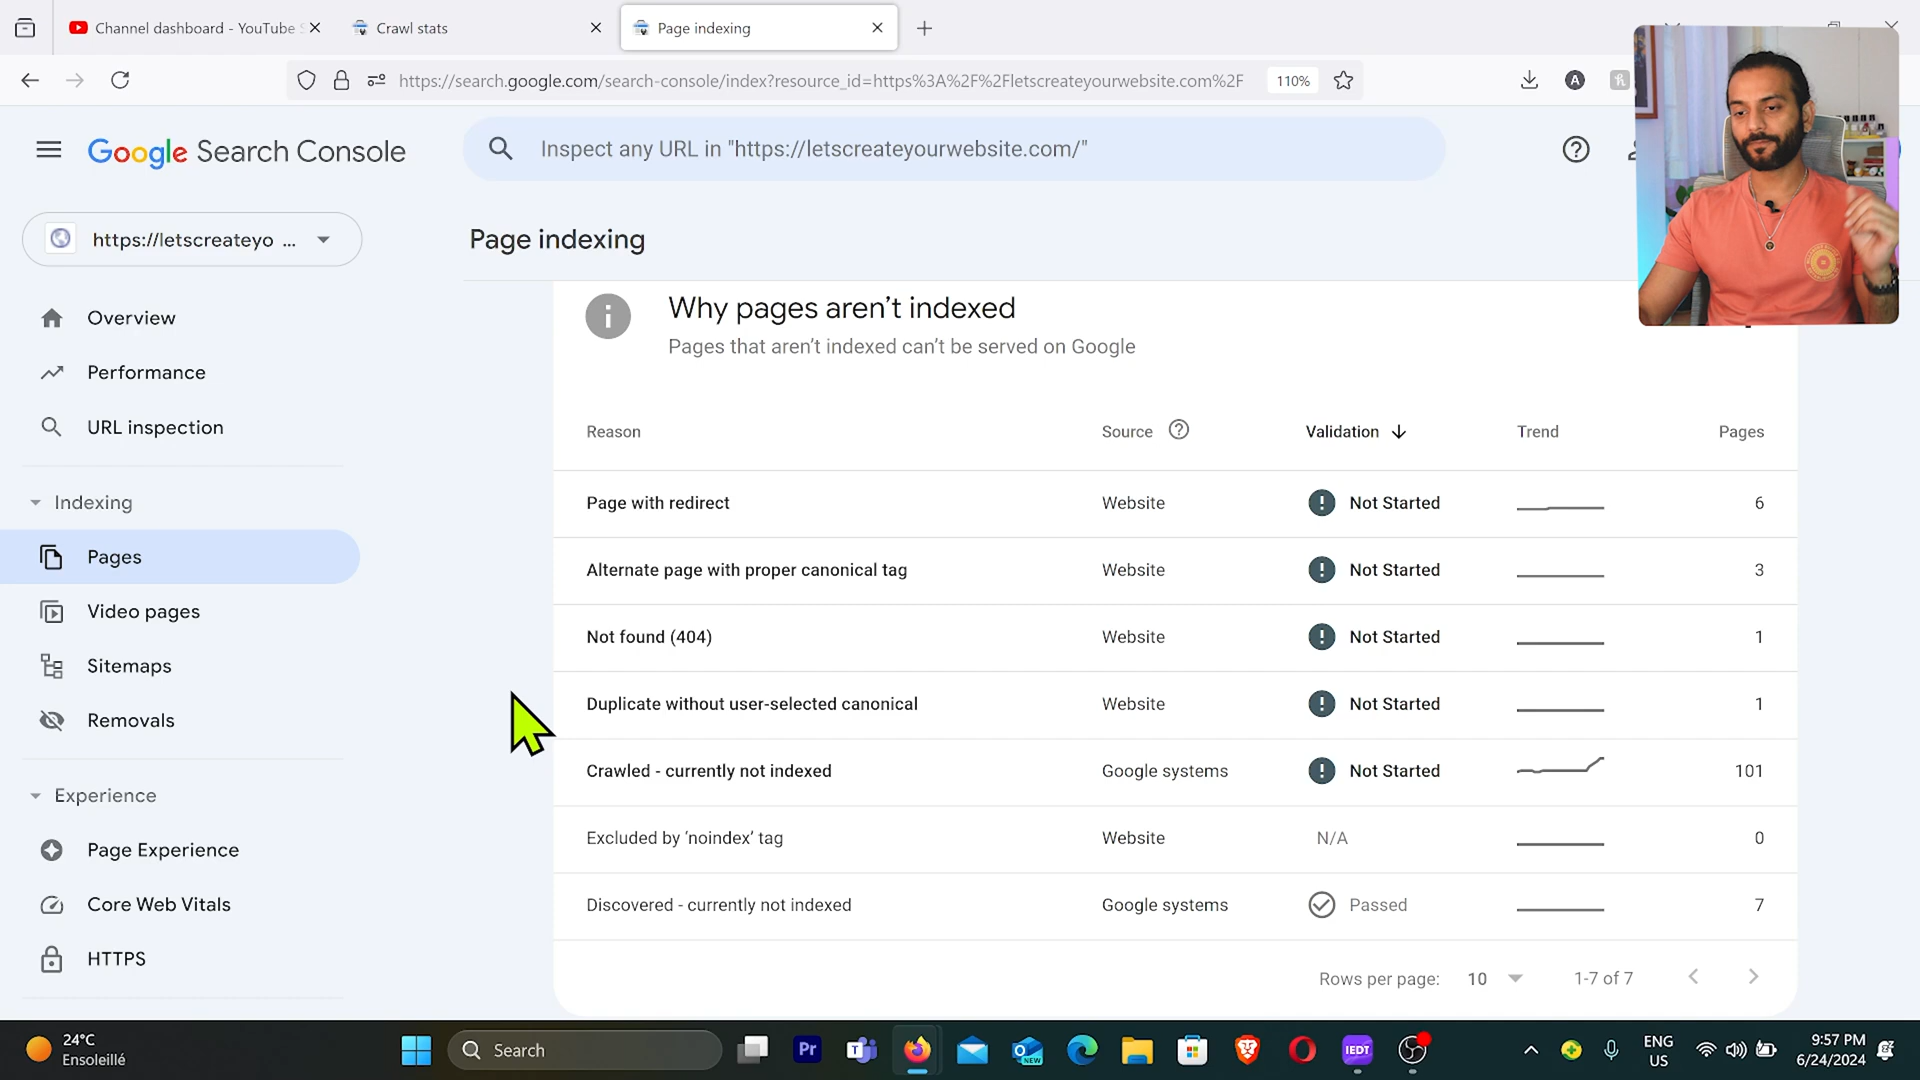 Channel dashboard - YouTube S
Crawl stats
Page indexing
https://search.google.com/search-console/index?resource_id=https%3A%2F%2Fletscreateyourwebsite.com%2F
110%
A
Google Search Console
Inspect any URL in "https://letscreateyourwebsite.com/"
https://letscreateyo ...
Page indexing
Overview
Performance
URL inspection
Indexing
Pages
Video pages
Sitemaps
Removals
Experience
Page Experience
Core Web Vitals
HTTPS
Why pages aren’t indexed
Pages that aren’t indexed can’t be served on Google
Reason Source Validation Trend Pages
Page with redirect Website Not Started 6
Alternate page with proper canonical tag Website Not Started 3
Not found (404) Website Not Started 1
Duplicate without user-selected canonical Website Not Started 1
Crawled - currently not indexed Google systems Not Started 101
Excluded by ‘noindex’ tag Website N/A 0
Discovered - currently not indexed Google systems Passed 7
Rows per page: 10 1-7 of 7
24°C
Ensoleillé
Search
Pr
T
NEW
IEDT
ENG
US
9:57 PM
6/24/2024